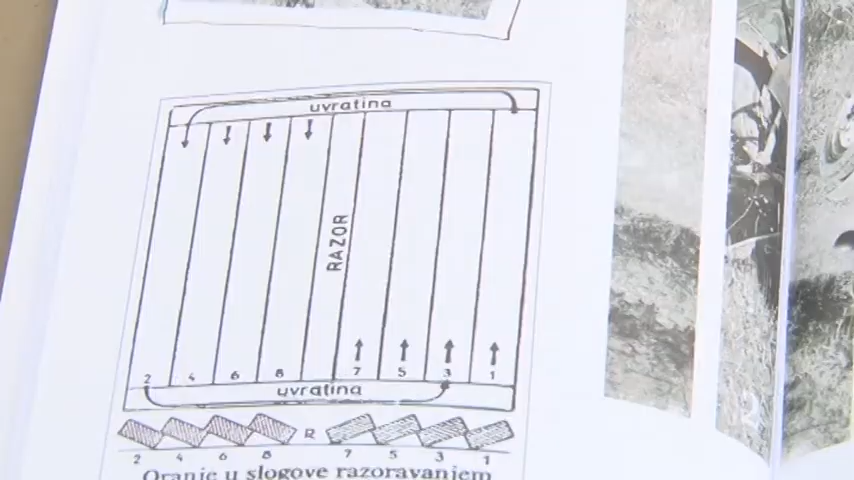 uvratina
RAZOR
2 4 6 8 7 5 3 1
uvratina
R
2 4 6 8 7 5 3 1
Oranje u slogove razoravanjem
2